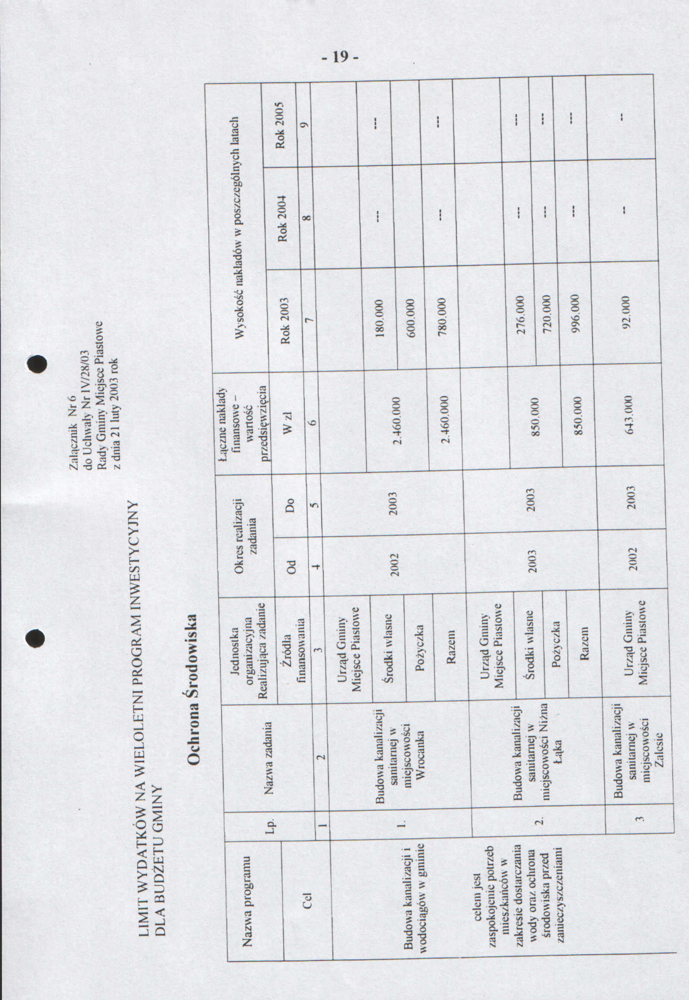 - 19 -
Załącznik Nr 6
do Uchwały Nr IV/28/03
Rady Gminy Miejsce Piastowe
z dnia 21 luty 2003 rok
LIMIT WYDATKÓW NA WIELOLETNI PROGRAM INWESTYCYJNY
DLA BUDŻETU GMINY
Ochrona Środowiska
Nazwa programu
Cel
Lp.
Nazwa zadania
Jednostka
organizacyjna
Realizująca zadanie
Źródła
finansowania
Okres realizacji
zadania
Od
Do
Łączne nakłady
finansowe –
wartość
przedsięwzięcia
W zł
Wysokość nakładów w poszczególnych latach
Rok 2003
Rok 2004
Rok 2005
1 2 3 4 5 6 7 8 9
Budowa kanalizacji i
wodociągów w gminie
celem jest
zaspokojenie potrzeb
mieszkańców w
zakresie dostarczania
wody oraz ochrona
środowiska przed
zanieczyszczeniami
1.
Budowa kanalizacji
sanitarnej w
miejscowości
Wrocanka
Urząd Gminy
Miejsce Piastowe
2002 2003
Środki własne 2.460.000 180.000 --- ---
Pożyczka 600.000
Razem 2.460.000 780.000 --- ---
2.
Budowa kanalizacji
sanitarnej w
miejscowości Niżna
Łąka
Urząd Gminy
Miejsce Piastowe
2003 2003
Środki własne 850.000 276.000 --- ---
Pożyczka 720.000 --- ---
Razem 850.000 996.000 --- ---
3
Budowa kanalizacji
sanitarnej w
miejscowości
Zalesie
Urząd Gminy
Miejsce Piastowe
2002 2003 643.000 92.000 -- --